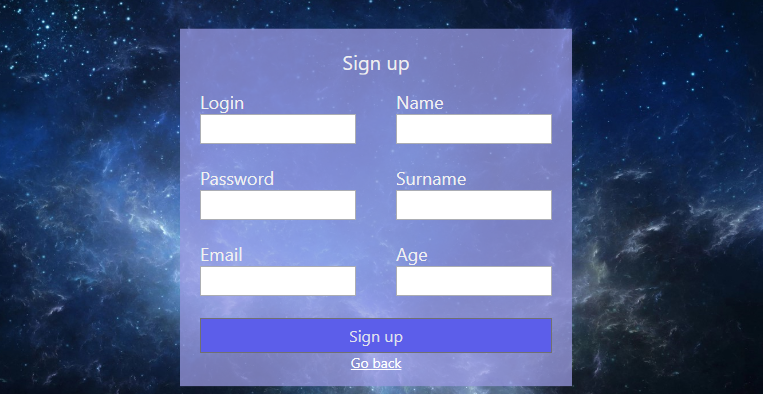 Sign up
Login
Name
Password
Surname
Email
Age
Sign up
Go back